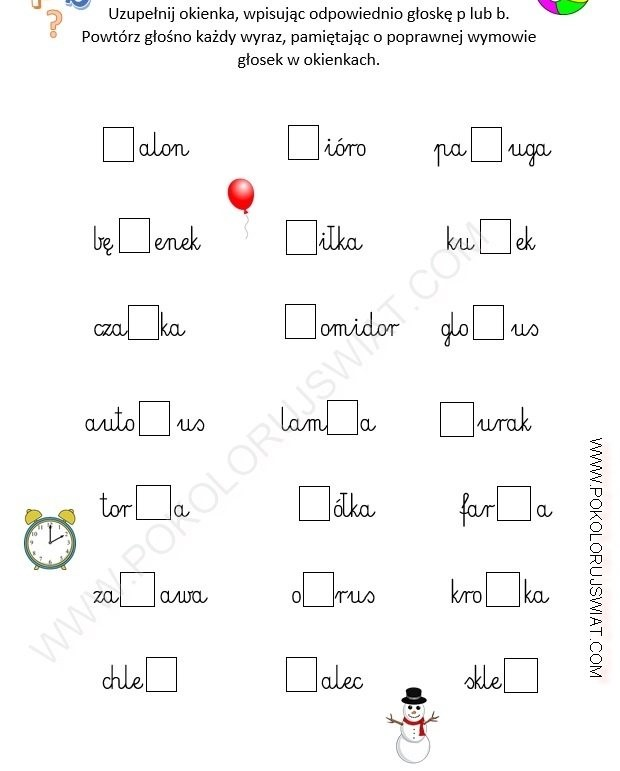 Uzupełnij okienka, wpisując odpowiednio głoskę p lub b.
Powtórz głośno każdy wyraz, pamiętając o poprawnej wymowie
głosek w okienkach.
□ alon □ ióro pa □ uga
bę □ enek □ iłka ku □ ek
cza □ ka □ omidor glo □ us
auto □ us lam □ a □ urak
tor □ a □ ółka far □ a
za □ awa o □ rus kro □ ka
chle □ □ alec skle □
WWW.POKOLORUJSWIAT.COM
WWW.POKOLORUJSWIAT.COM